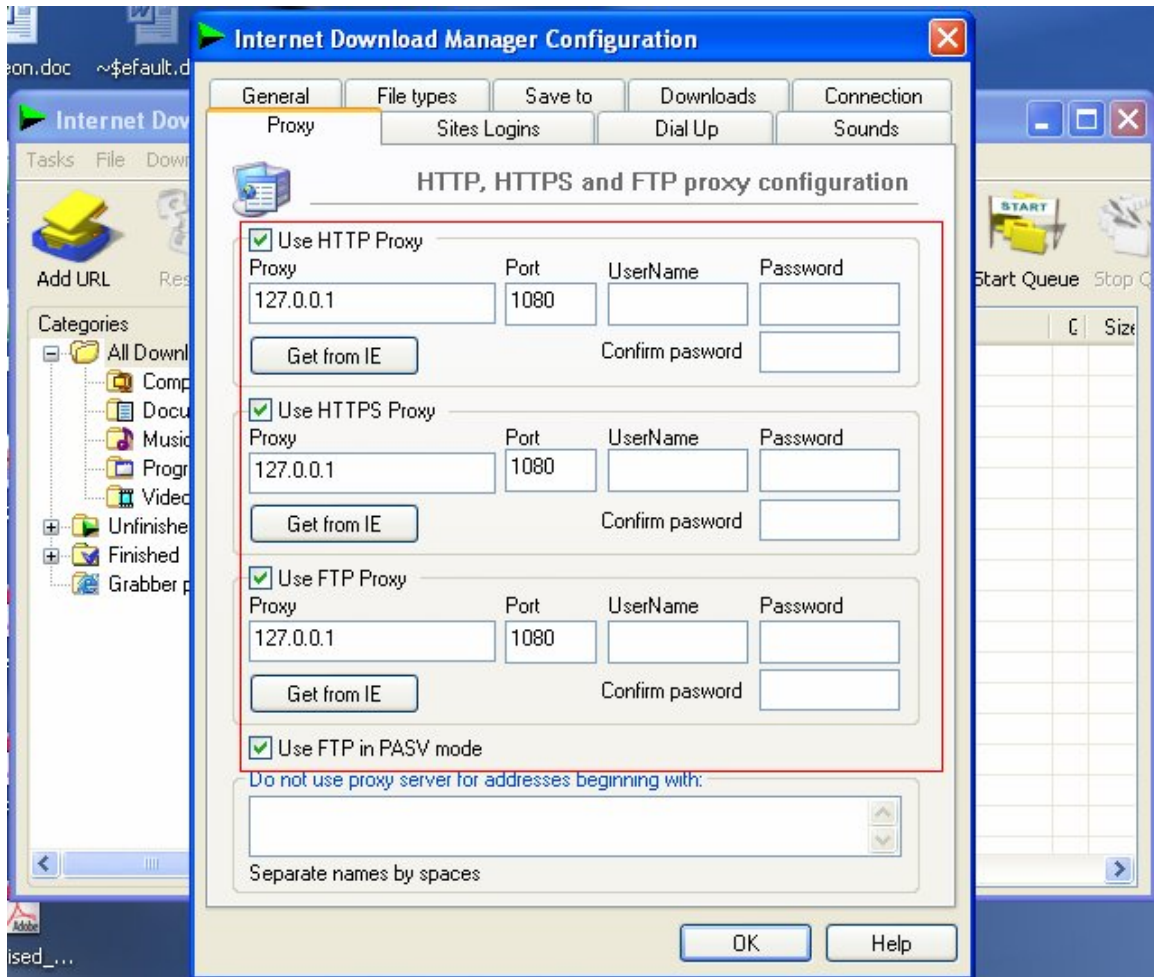 eon.doc ~$efault.d
Internet Download Manager Configuration
Internet Dov
Tasks File Down
General File types Save to Downloads Connection
Proxy Sites Logins Dial Up Sounds
HTTP, HTTPS and FTP proxy configuration
START
Add URL Res
Start Queue Stop Q
Use HTTP Proxy
Proxy Port UserName Password
127.0.0.1 1080
Get from IE Confirm pasword
Use HTTPS Proxy
Proxy Port UserName Password
127.0.0.1 1080
Get from IE Confirm pasword
Use FTP Proxy
Proxy Port UserName Password
127.0.0.1 1080
Get from IE Confirm pasword
Use FTP in PASV mode
Do not use proxy server for addresses beginning with:
Separate names by spaces
OK Help
Categories
All Downl
Comp
Docu
Music
Progr
Video
Unfinishe
Finished
Grabber p
Size
Adobe
ised_...